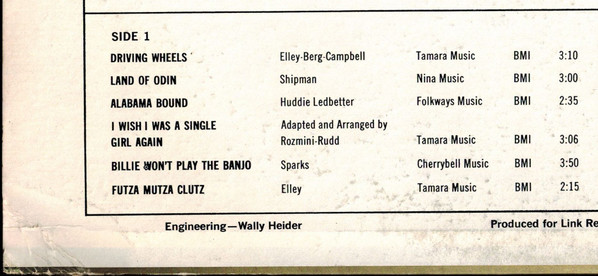 SIDE 1
DRIVING WHEELS Elley-Berg-Campbell Tamara Music BMI 3:10
LAND OF ODIN Shipman Nina Music BMI 3:00
ALABAMA BOUND Huddie Ledbetter Folkways Music BMI 2:35
I WISH I WAS A SINGLE Adapted and Arranged by
GIRL AGAIN Rozmini-Rudd Tamara Music BMI 3:06
BILLIE WON'T PLAY THE BANJO Sparks Cherrybell Music BMI 3:50
FUTZA MUTZA CLUTZ Elley Tamara Music BMI 2:15
Engineering—Wally Heider Produced for Link Re